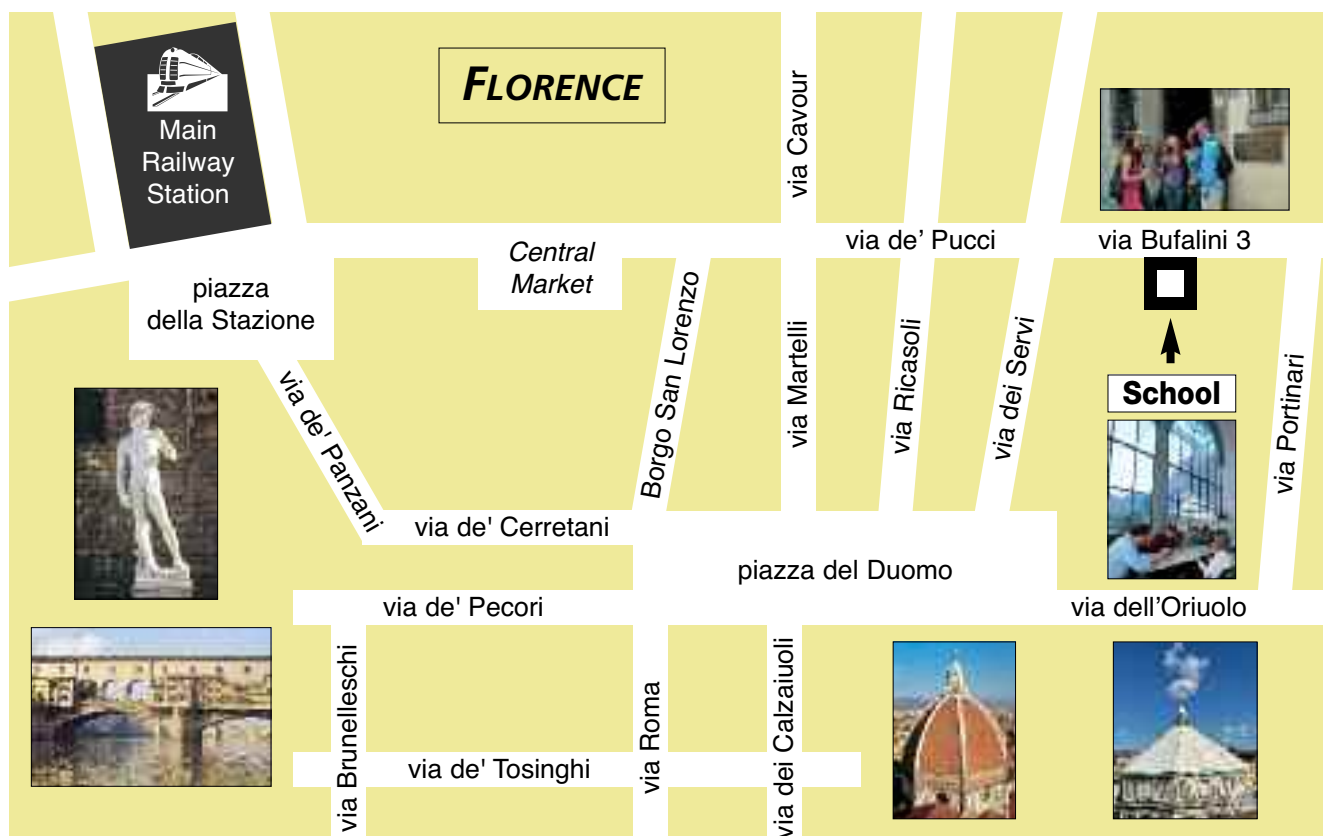 FLORENCE
Main
Railway
Station
via Cavour
via de' Pucci
via Bufalini 3
Central
Market
piazza
della Stazione
via de' Panzani
Borgo San Lorenzo
via Martelli
via Ricasoli
via dei Servi
School
via Portinari
via de' Cerretani
piazza del Duomo
via de' Pecori
via dell'Oriuolo
via Brunelleschi
via Roma
via dei Calzaiuoli
via de' Tosinghi